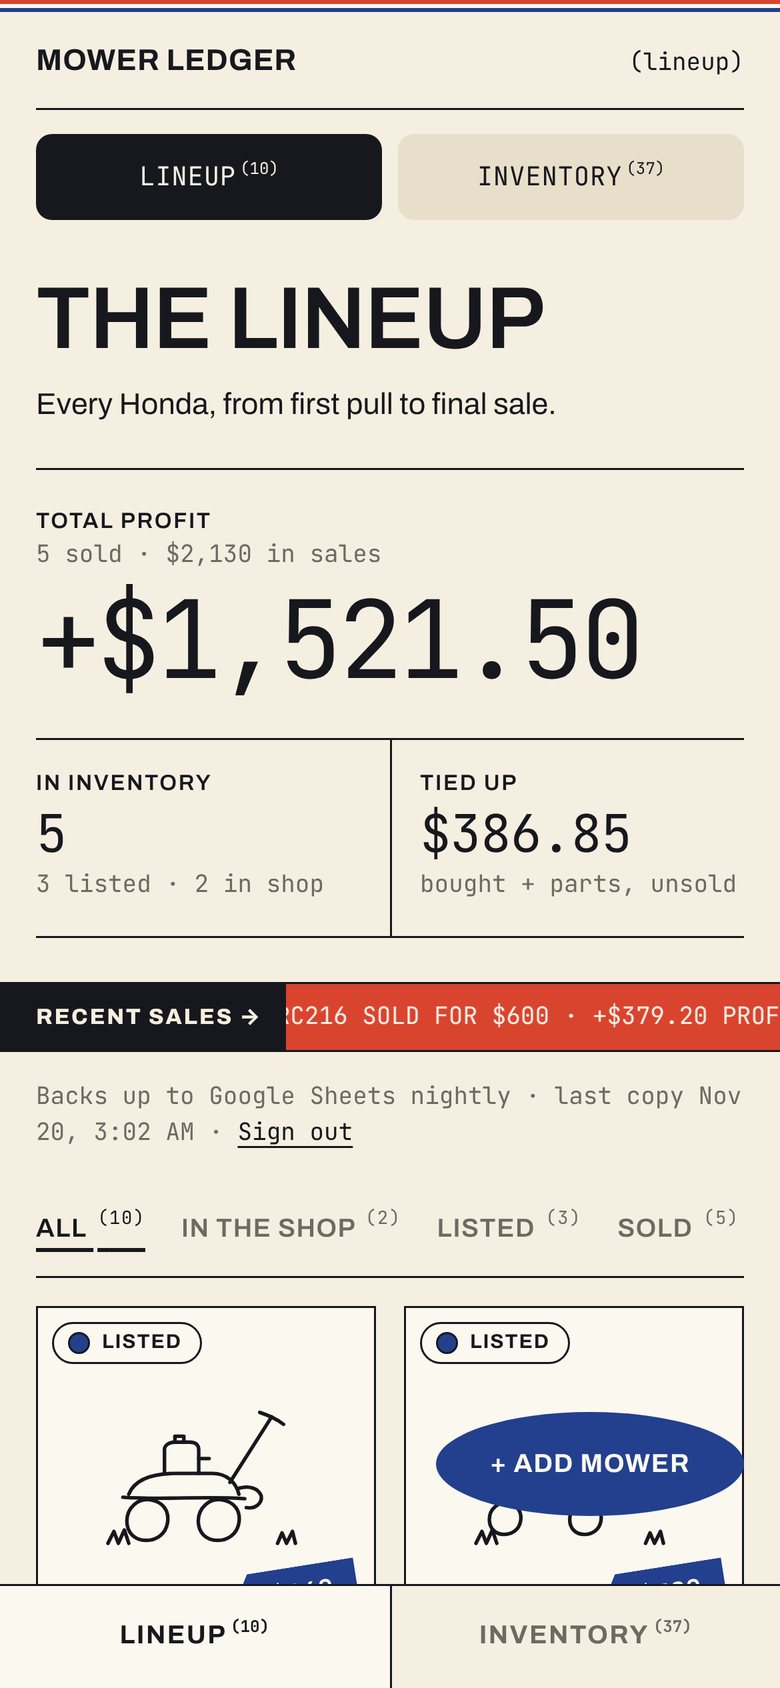 MOWER LEDGER
(lineup)
LINEUP (10)
INVENTORY (37)
THE LINEUP
Every Honda, from first pull to final sale.
TOTAL PROFIT
5 sold · $2,130 in sales
+$1,521.50
IN INVENTORY
5
3 listed · 2 in shop
TIED UP
$386.85
bought + parts, unsold
RECENT SALES →
C216 SOLD FOR $600 · +$379.20 PROF
Backs up to Google Sheets nightly · last copy Nov
20, 3:02 AM · Sign out
ALL (10)
IN THE SHOP (2)
LISTED (3)
SOLD (5)
LISTED
LISTED
+ ADD MOWER
LINEUP (10)
INVENTORY (37)